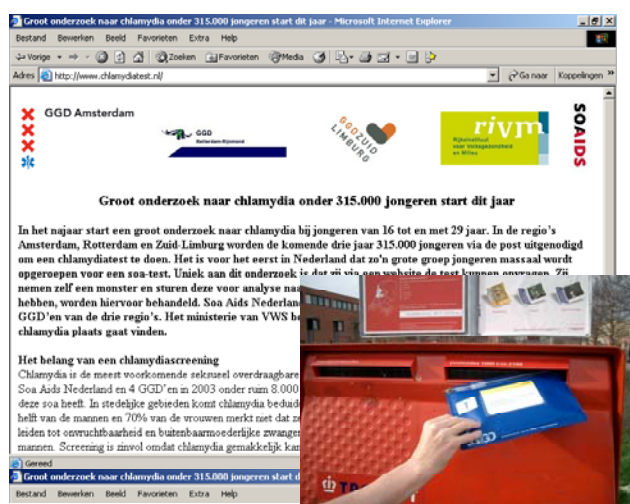 Groot onderzoek naar chlamydia onder 315.000 jongeren start dit jaar - Microsoft Internet Explorer
Bestand Bewerken Beeld Favorieten Extra Help
Vorige Zoeken Favorieten Media
Adres http://www.chlamydiatest.nl/ Ga naar Koppelingen »
GGD Amsterdam
GGD
Rotterdam-Rijnmond
GGD ZUID
LIMBURG
rivm
Rijksinstituut
voor Volksgezondheid
en Milieu
SOAIDS
Groot onderzoek naar chlamydia onder 315.000 jongeren start dit jaar
In het najaar start een groot onderzoek naar chlamydia bij jongeren van 16 tot en met 29 jaar. In de regio's
Amsterdam, Rotterdam en Zuid-Limburg worden de komende drie jaar 315.000 jongeren via de post uitgenodigd
om een chlamydiatest te doen. Het is voor het eerst in Nederland dat zo'n grote groep jongeren massaal wordt
opgeroepen voor een soa-test. Uniek aan dit onderzoek is dat zij via een website de test kunnen opvragen. Zij
nemen zelf een monster en sturen deze voor analyse naa
hebben, worden hiervoor behandeld. Soa Aids Nederlan
GGD'en van de drie regio's. Het ministerie van VWS be
chlamydia plaats gaat vinden.
Het belang van een chlamydiascreening
Chlamydia is de meest voorkomende seksueel overdraagbare
Soa Aids Nederland en 4 GGD'en in 2003 onder ruim 8.000
deze soa heeft. In stedelijke gebieden komt chlamydia beduide
helft van de mannen en 70% van de vrouwen merkt niet dat ze
leiden tot onvruchtbaarheid en buitenbaarmoederlijke zwanger
mannen. Screening is zinvol omdat chlamydia gemakkelijk kan
Gereed
Groot onderzoek naar chlamydia onder 315.000 jongeren start d
Bestand Bewerken Beeld Favorieten Extra Help